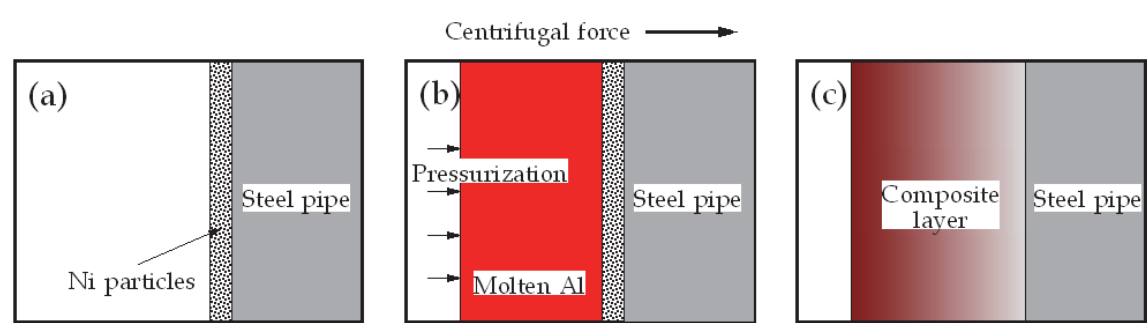 Centrifugal force
(a)
Steel pipe
Ni particles
(b)
Pressurization
Steel pipe
Molten Al
(c)
Composite
layer
Steel pipe